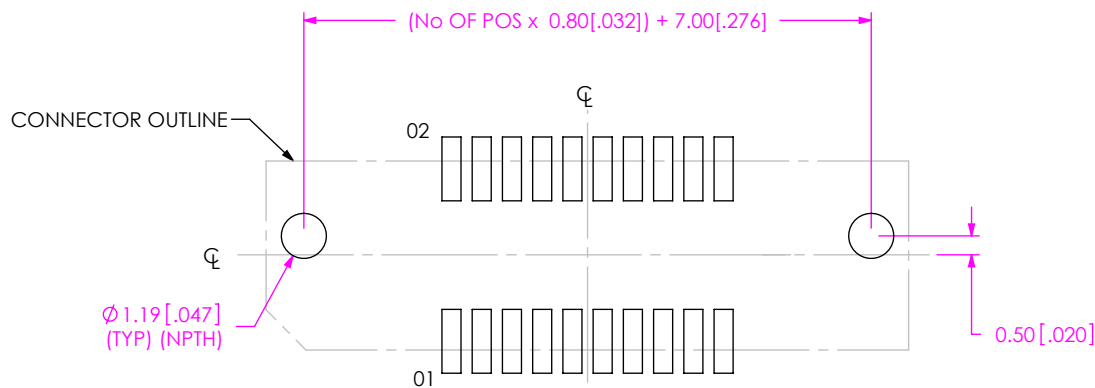 (No OF POS x 0.80[.032]) + 7.00[.276]
℄
CONNECTOR OUTLINE
02
℄
Ø1.19[.047]
(TYP) (NPTH)
0.50[.020]
01